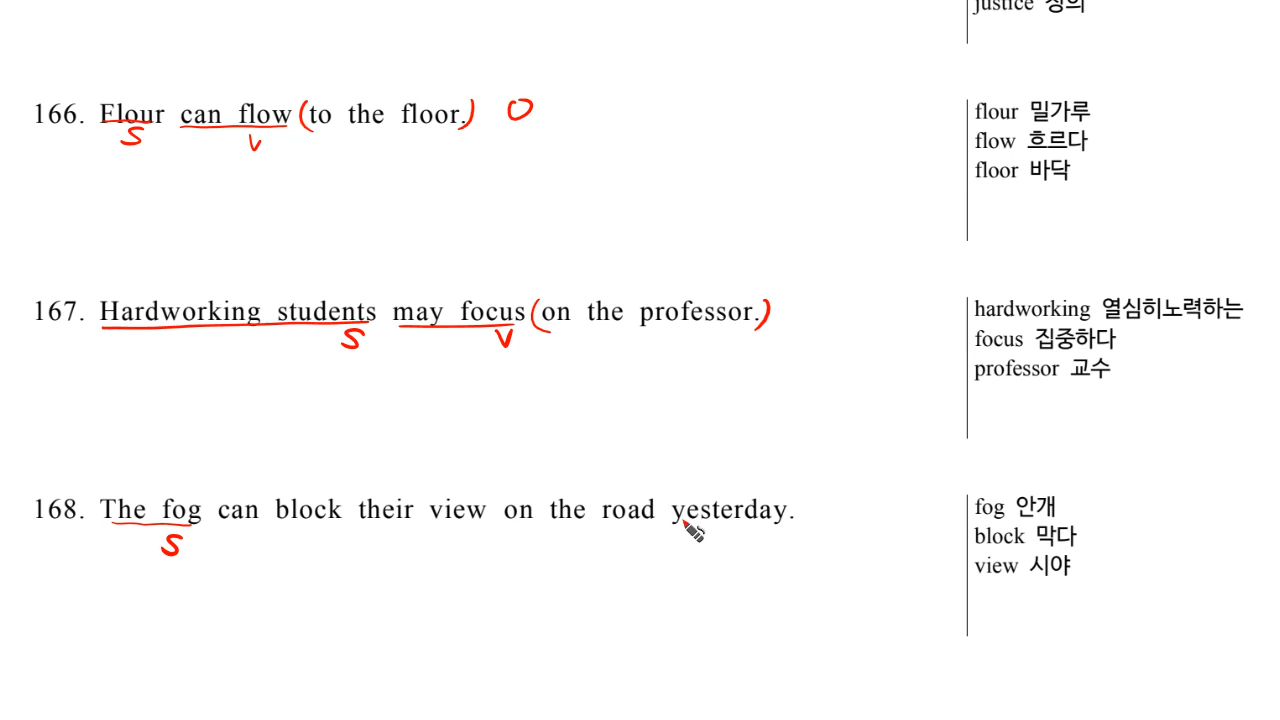 justice 정의
166. Flour can flow (to the floor.) O
S V
flour 밀가루
flow 흐르다
floor 바닥
167. Hardworking students may focus (on the professor.)
S V
hardworking 열심히노력하는
focus 집중하다
professor 교수
168. The fog can block their view on the road yesterday.
S
fog 안개
block 막다
view 시야